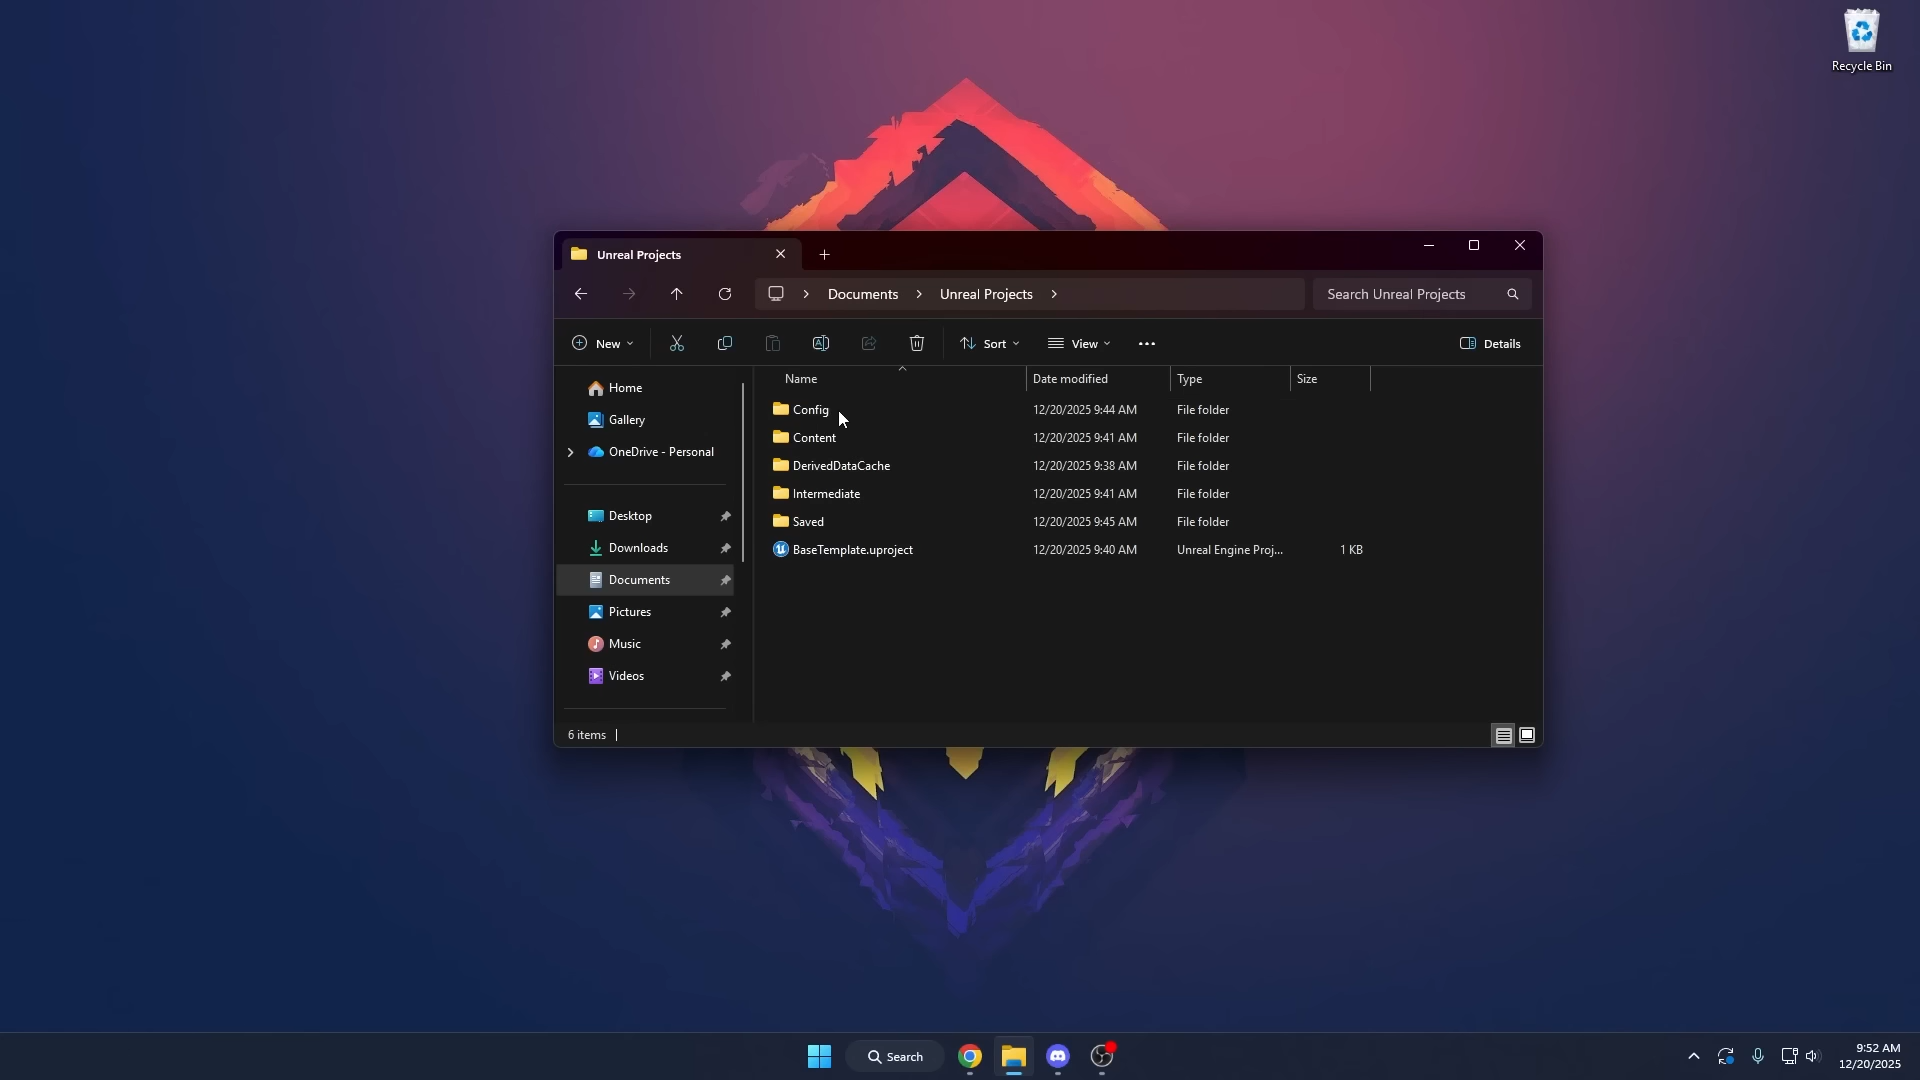 Recycle Bin
Unreal Projects
Documents > Unreal Projects >
Search Unreal Projects
New
Sort
View
Details
Home
Gallery
OneDrive - Personal
Desktop
Downloads
Documents
Pictures
Music
Videos
Name Date modified Type Size
Config 12/20/2025 9:44 AM File folder
Content 12/20/2025 9:41 AM File folder
DerivedDataCache 12/20/2025 9:38 AM File folder
Intermediate 12/20/2025 9:41 AM File folder
Saved 12/20/2025 9:45 AM File folder
BaseTemplate.uproject 12/20/2025 9:40 AM Unreal Engine Proj... 1 KB
6 items
Search
9:52 AM
12/20/2025